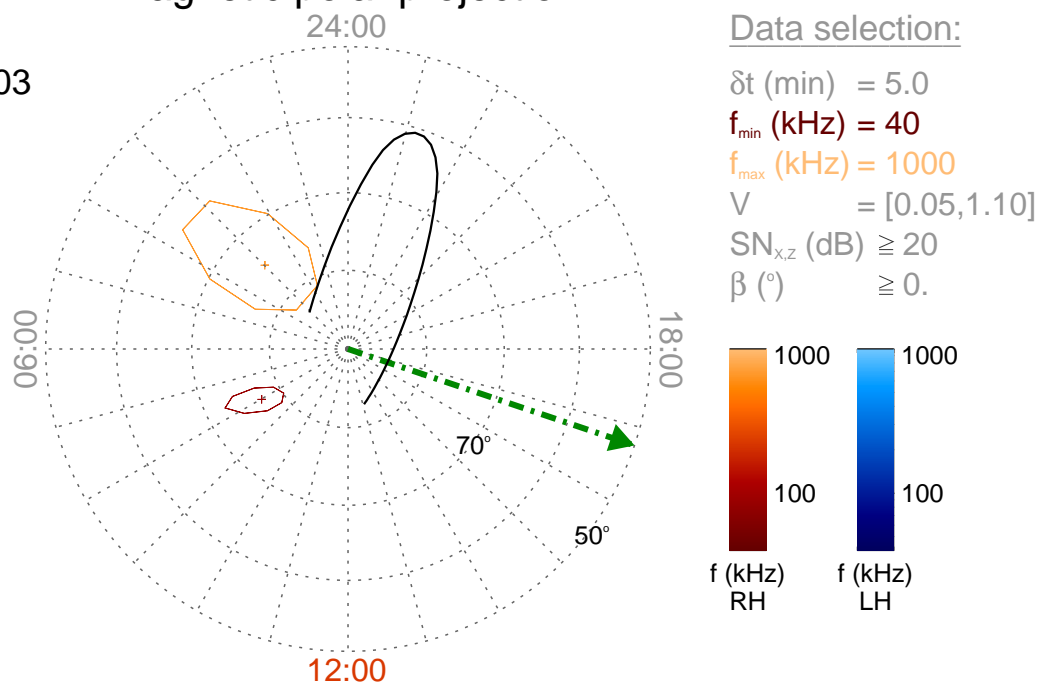 24:00
03
06:00
18:00
70°
50°
12:00
Data selection:
δt (min) = 5.0
fmin (kHz) = 40
fmax (kHz) = 1000
V = [0.05,1.10]
SNx,z (dB) ≧ 20
β (°) ≧ 0.
1000
1000
100
100
f (kHz)
RH
f (kHz)
LH